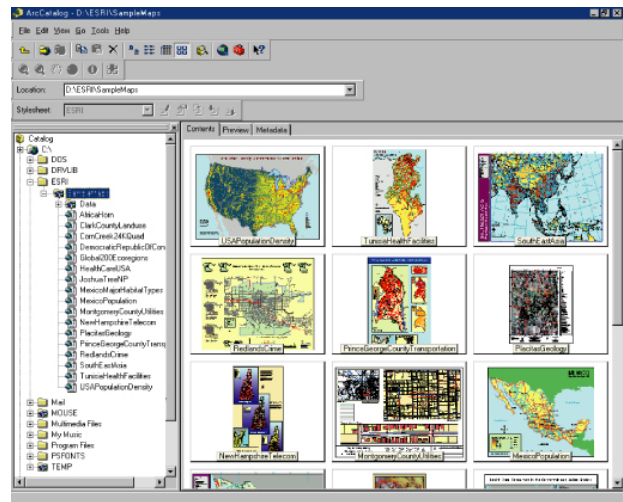 ArcCatalog - D:\ESRI\SampleMaps
File Edit View Go Tools Help
Location: D:\ESRI\SampleMaps
Stylesheet: ESRI
Contents Preview Metadata
Catalog
C:\
DDS
DRVLIB
ESRI
SampleMaps
Data
AfricaHorn
ClarkCountyLanduse
ComCreek24KQuad
DemocraticRepublicOfCon
Global200Ecoregions
HealthCareUSA
JoshuaTreeNP
MexicoMajorHabitatTypes
MexicoPopulation
MontgomeryCountyUtilities
NewHampshireTelecom
PlacitasGeology
PrinceGeorgeCountyTransp
RedlandsCrime
SouthEastAsia
TunisiaHealthFacilities
USAPopulationDensity
Mail
MOUSE
Multimedia Files
My Music
Program Files
PSFONTS
TEMP
USAPopulationDensity
TunisiaHealthFacilities
SouthEastAsia
RedlandsCrime
PrinceGeorgeCountyTransportation
PlacitasGeology
NewHampshireTelecom
MontgomeryCountyUtilities
MEXICO
MexicoPopulation